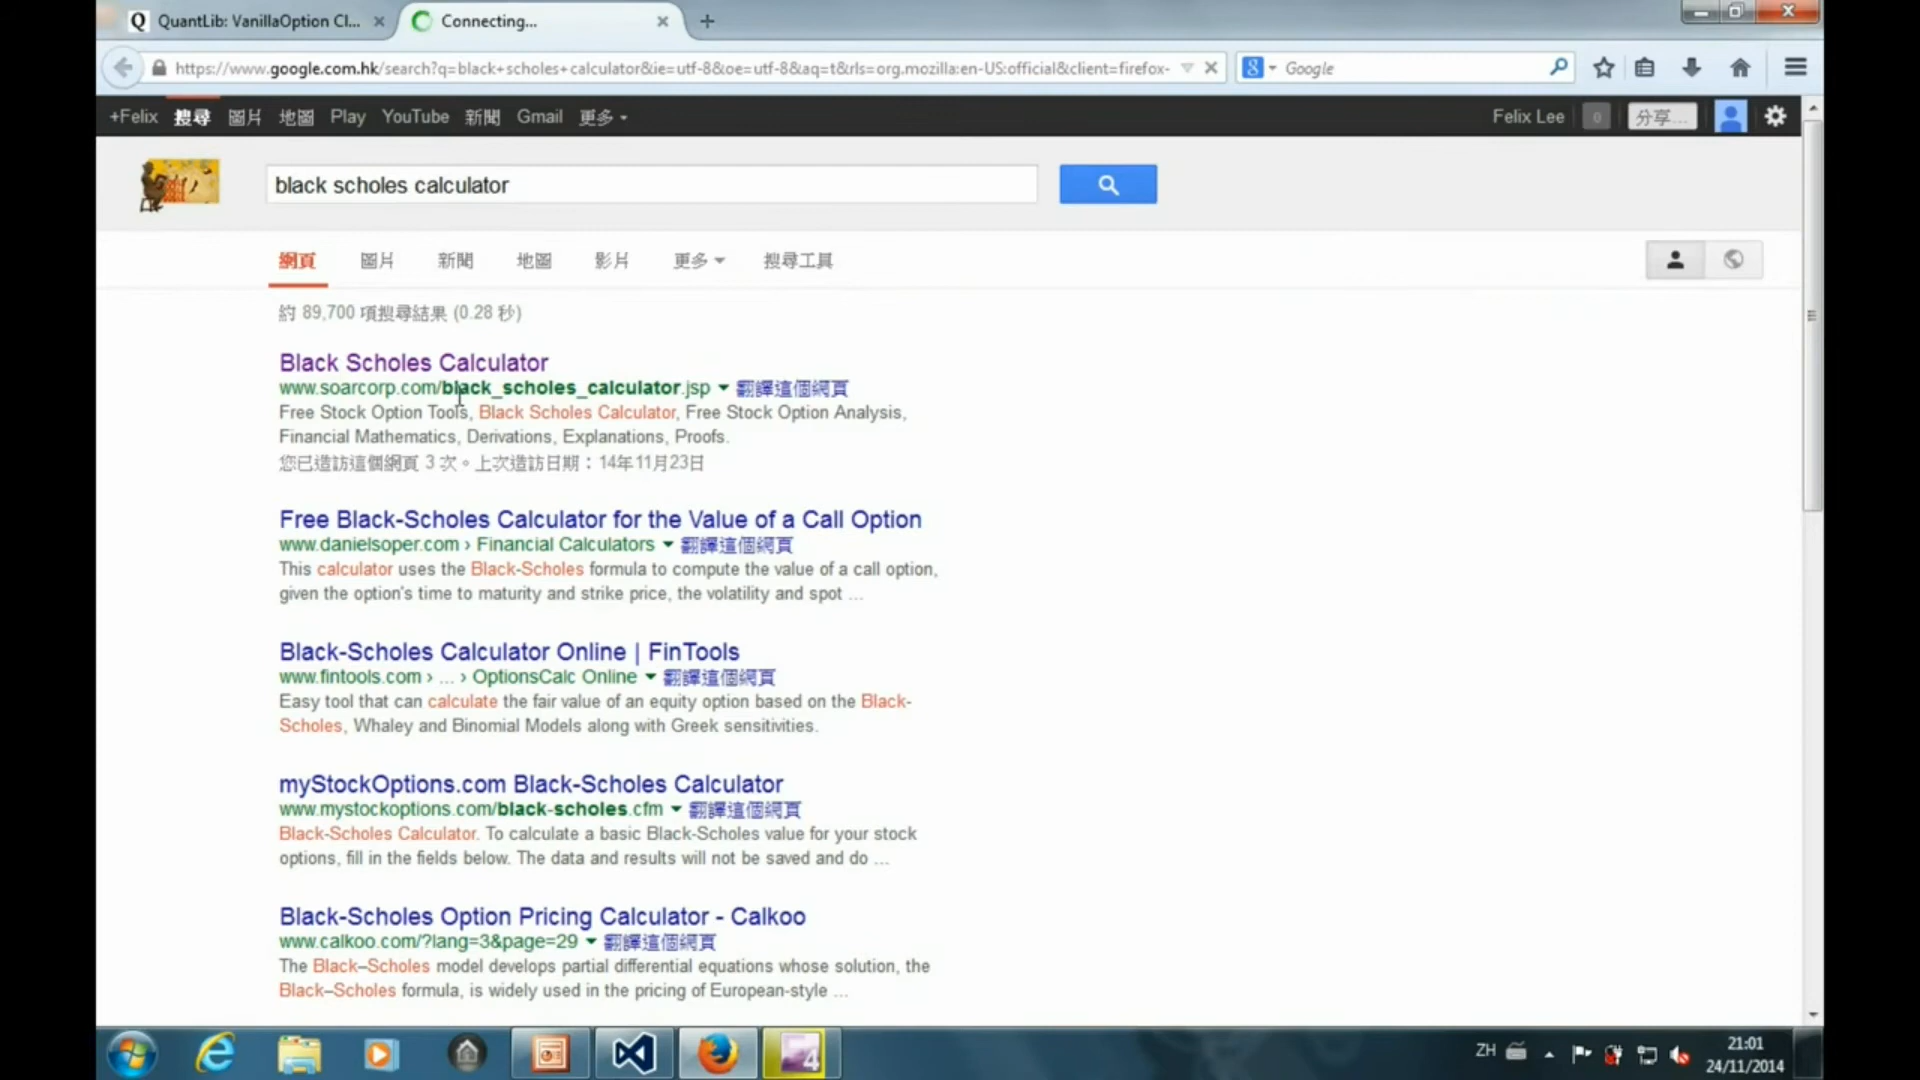 QuantLib: VanillaOption Cl...
Connecting...
https://www.google.com.hk/search?q=black+scholes+calculator&ie=utf-8&oe=utf-8&aq=t&rls=org.mozilla:en-US:official&client=firefox-
Google
+Felix 搜尋 圖片 地圖 Play YouTube 新聞 Gmail 更多
Felix Lee 0 分享...
black scholes calculator
網頁 圖片 新聞 地圖 影片 更多 搜尋工具
約 89,700 項搜尋結果 (0.28 秒)
Black Scholes Calculator
www.soarcorp.com/black_scholes_calculator.jsp 翻譯這個網頁
Free Stock Option Tools, Black Scholes Calculator, Free Stock Option Analysis,
Financial Mathematics, Derivations, Explanations, Proofs.
您已造訪這個網頁 3 次。上次造訪日期：14年11月23日
Free Black-Scholes Calculator for the Value of a Call Option
www.danielsoper.com › Financial Calculators 翻譯這個網頁
This calculator uses the Black-Scholes formula to compute the value of a call option,
given the option's time to maturity and strike price, the volatility and spot ...
Black-Scholes Calculator Online | FinTools
www.fintools.com › ... › OptionsCalc Online 翻譯這個網頁
Easy tool that can calculate the fair value of an equity option based on the Black-
Scholes, Whaley and Binomial Models along with Greek sensitivities.
myStockOptions.com Black-Scholes Calculator
www.mystockoptions.com/black-scholes.cfm 翻譯這個網頁
Black-Scholes Calculator. To calculate a basic Black-Scholes value for your stock
options, fill in the fields below. The data and results will not be saved and do ...
Black-Scholes Option Pricing Calculator - Calkoo
www.calkoo.com/?lang=3&page=29 翻譯這個網頁
The Black–Scholes model develops partial differential equations whose solution, the
Black–Scholes formula, is widely used in the pricing of European-style ...
ZH
21:01
24/11/2014